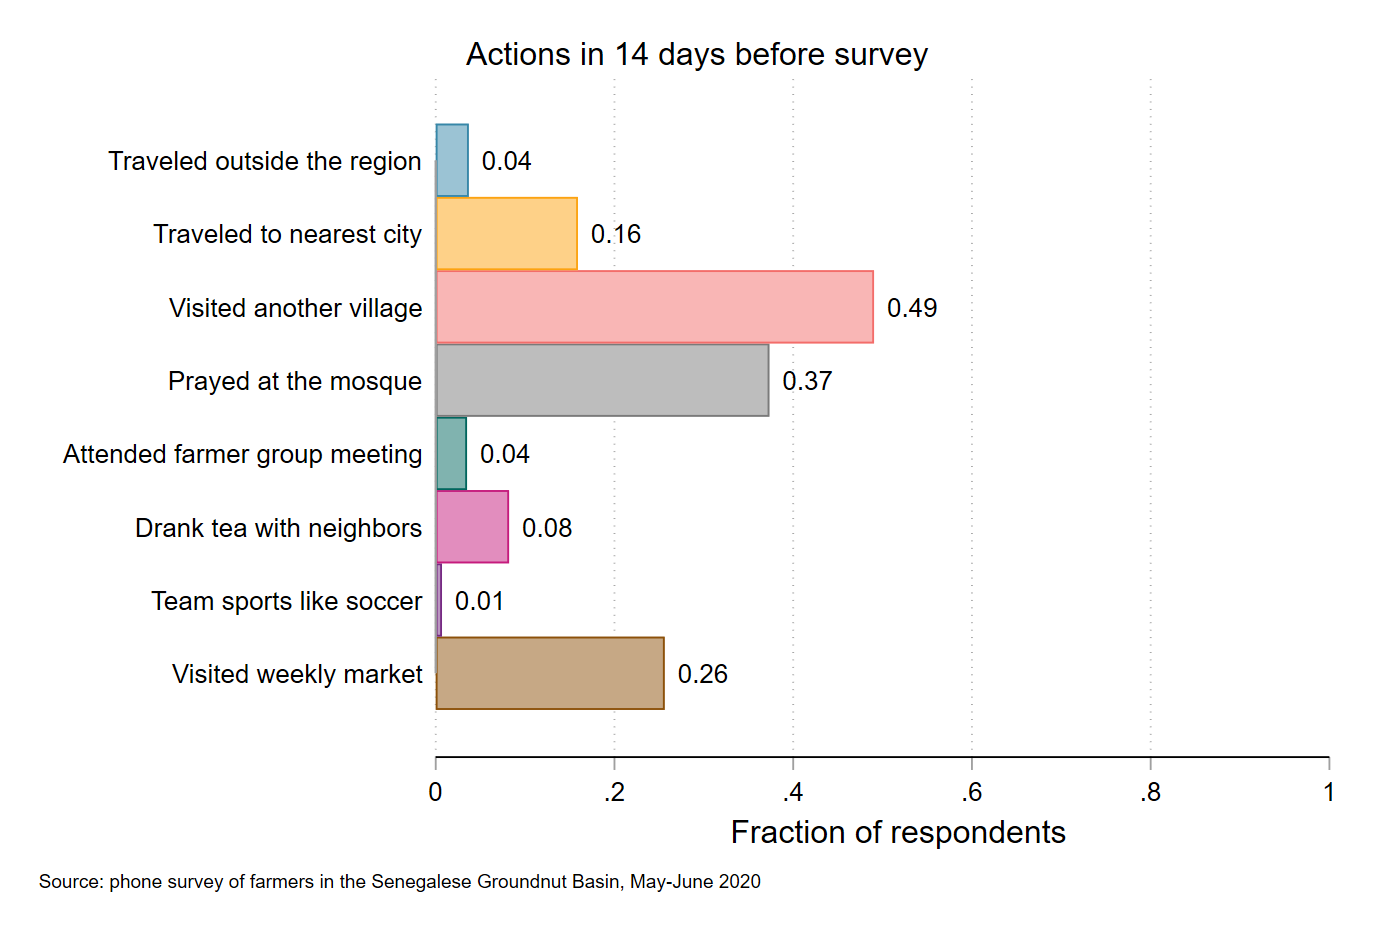 Actions in 14 days before survey
Traveled outside the region 0.04
Traveled to nearest city 0.16
Visited another village 0.49
Prayed at the mosque 0.37
Attended farmer group meeting 0.04
Drank tea with neighbors 0.08
Team sports like soccer 0.01
Visited weekly market 0.26
0 .2 .4 .6 .8 1
Fraction of respondents
Source: phone survey of farmers in the Senegalese Groundnut Basin, May-June 2020